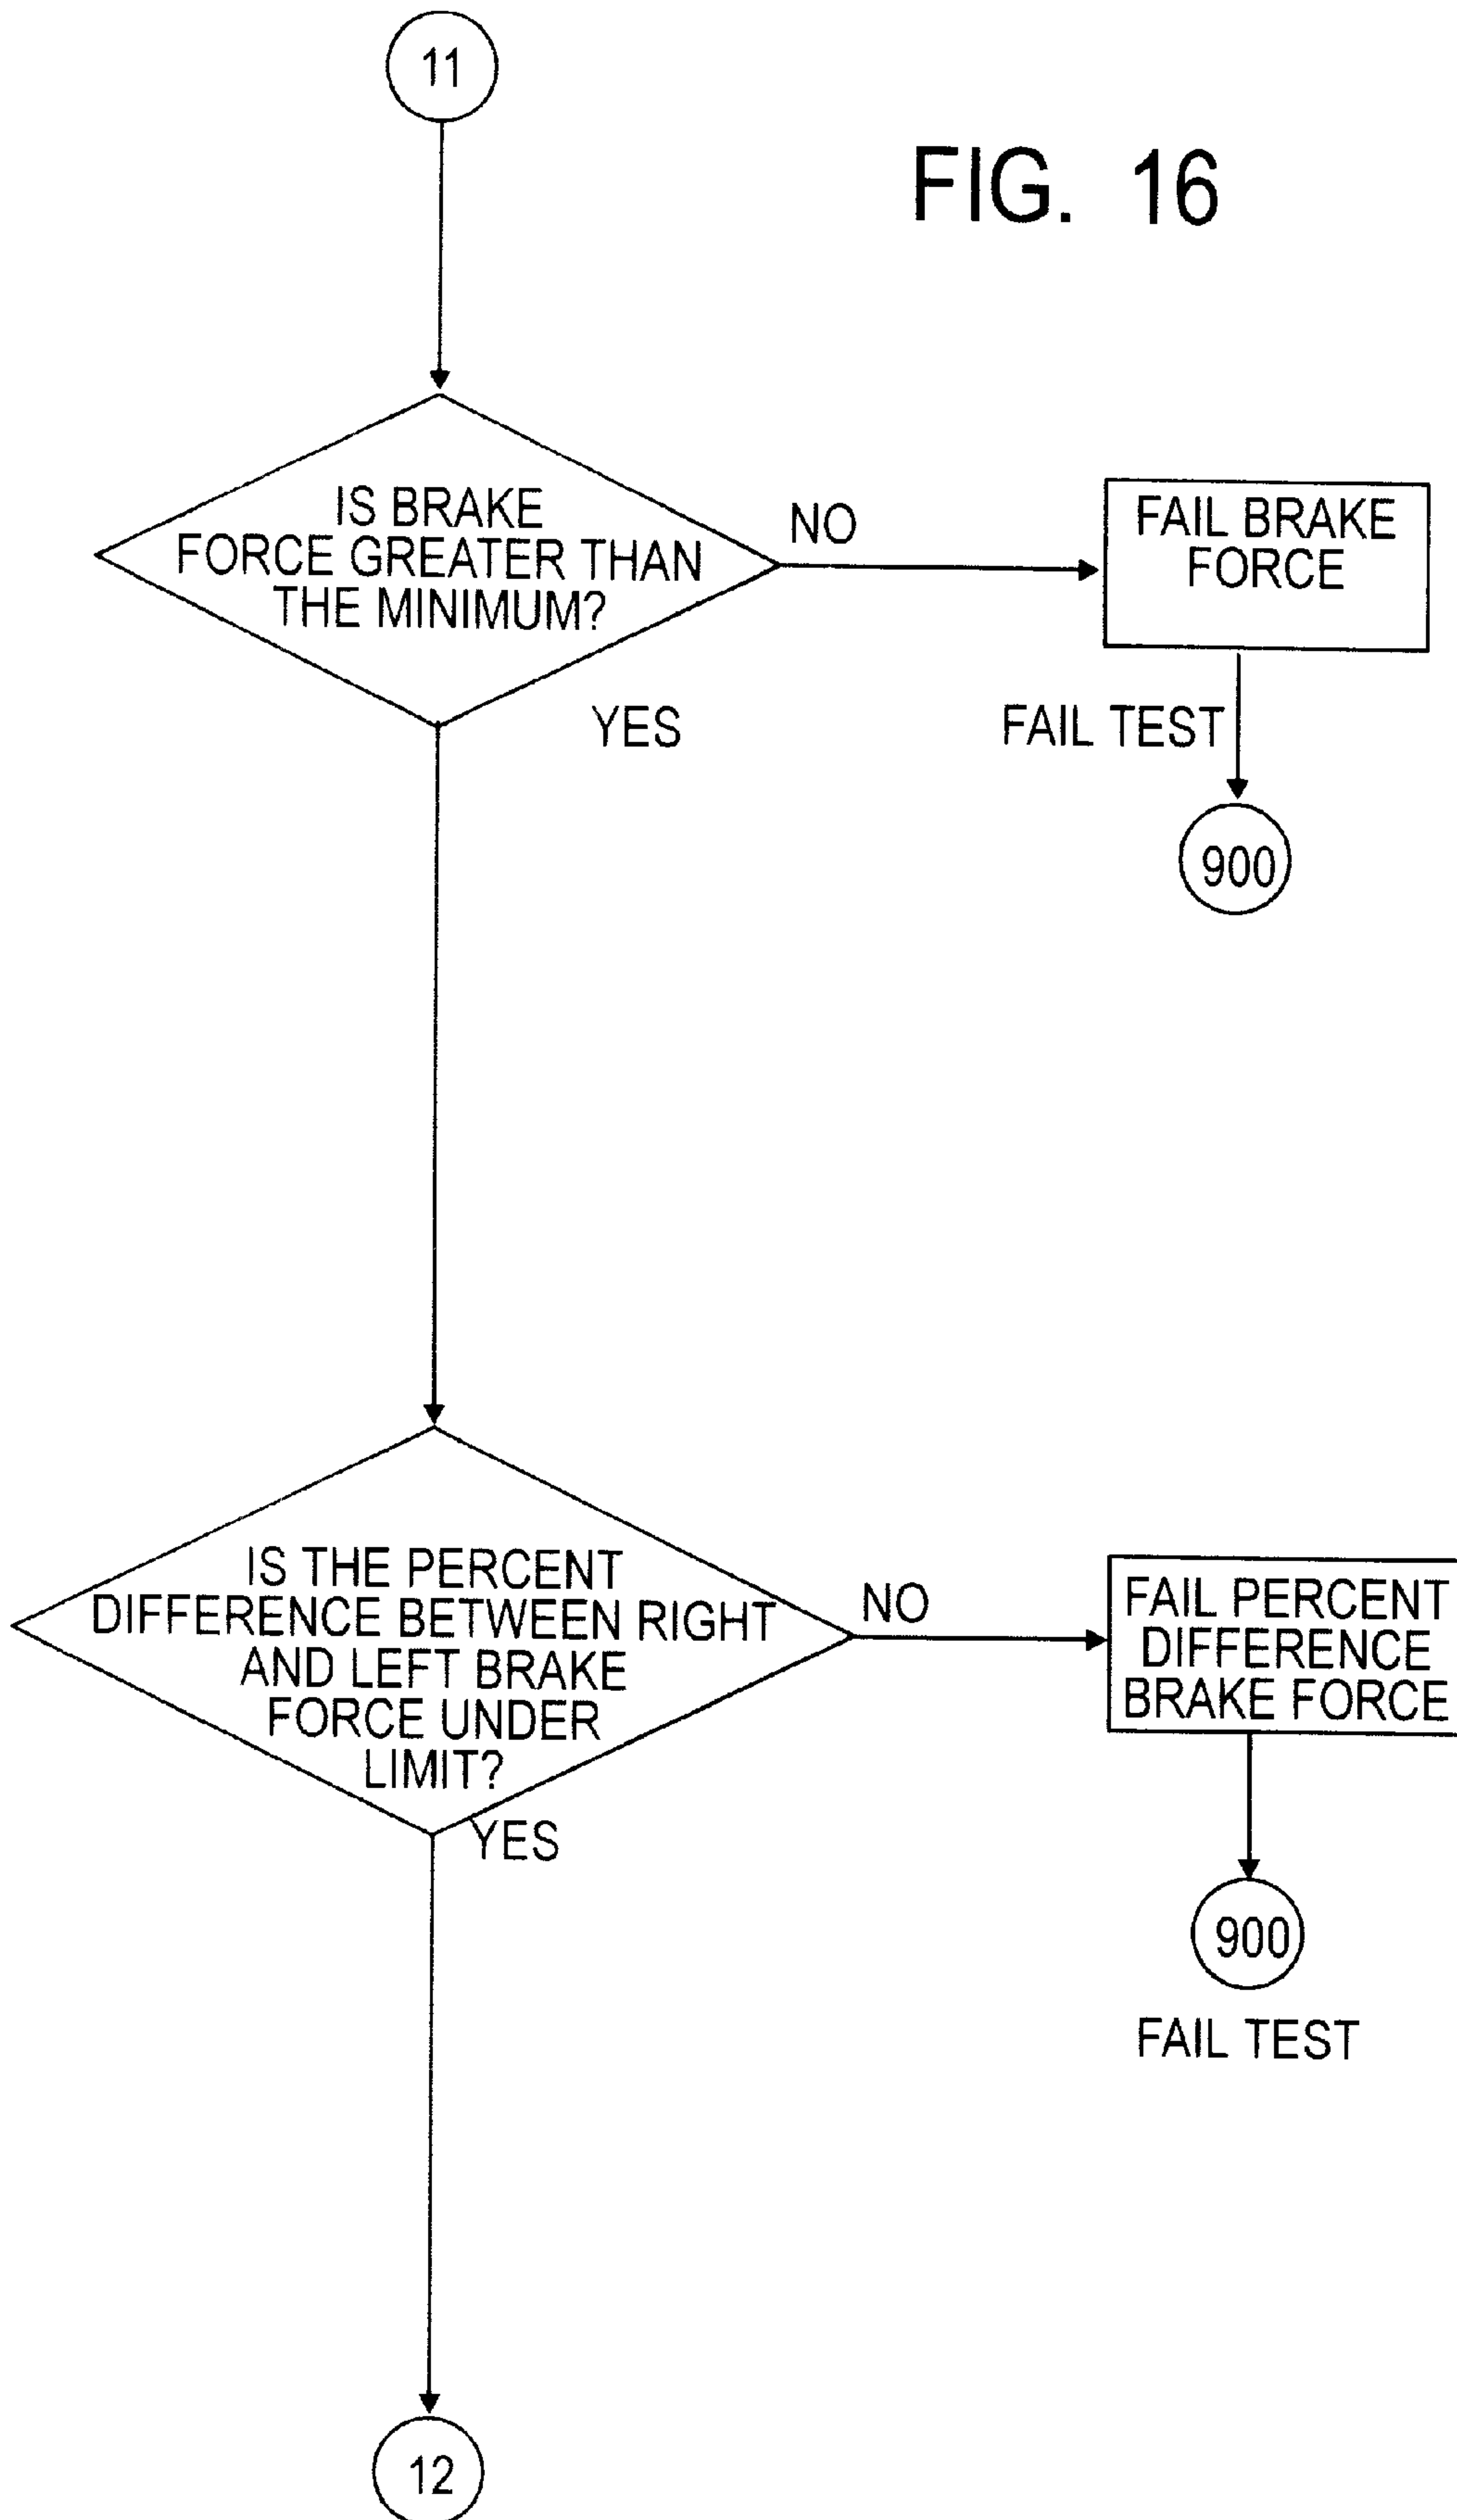 11
FIG. 16
IS BRAKE
FORCE GREATER THAN
THE MINIMUM?
NO
FAIL BRAKE
FORCE
YES
FAIL TEST
900
IS THE PERCENT
DIFFERENCE BETWEEN RIGHT
AND LEFT BRAKE
FORCE UNDER
LIMIT?
NO
FAIL PERCENT
DIFFERENCE
BRAKE FORCE
YES
900
FAIL TEST
12